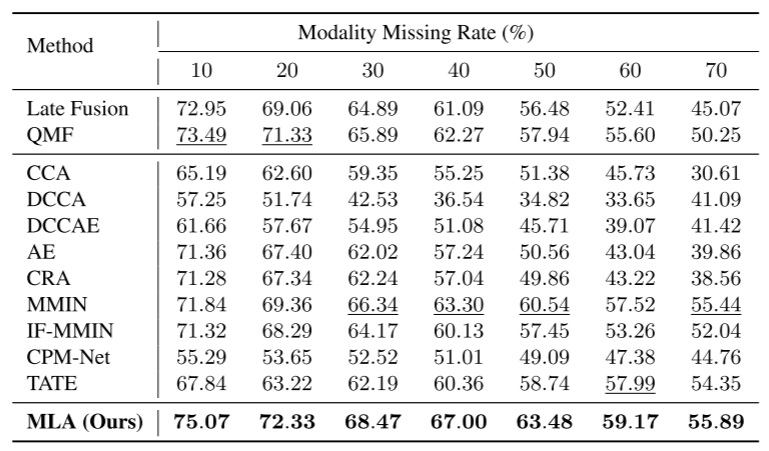 Modality Missing Rate (%)
Method
10 20 30 40 50 60 70
Late Fusion 72.95 69.06 64.89 61.09 56.48 52.41 45.07
QMF 73.49 71.33 65.89 62.27 57.94 55.60 50.25
CCA 65.19 62.60 59.35 55.25 51.38 45.73 30.61
DCCA 57.25 51.74 42.53 36.54 34.82 33.65 41.09
DCCAE 61.66 57.67 54.95 51.08 45.71 39.07 41.42
AE 71.36 67.40 62.02 57.24 50.56 43.04 39.86
CRA 71.28 67.34 62.24 57.04 49.86 43.22 38.56
MMIN 71.84 69.36 66.34 63.30 60.54 57.52 55.44
IF-MMIN 71.32 68.29 64.17 60.13 57.45 53.26 52.04
CPM-Net 55.29 53.65 52.52 51.01 49.09 47.38 44.76
TATE 67.84 63.22 62.19 60.36 58.74 57.99 54.35
MLA (Ours) 75.07 72.33 68.47 67.00 63.48 59.17 55.89